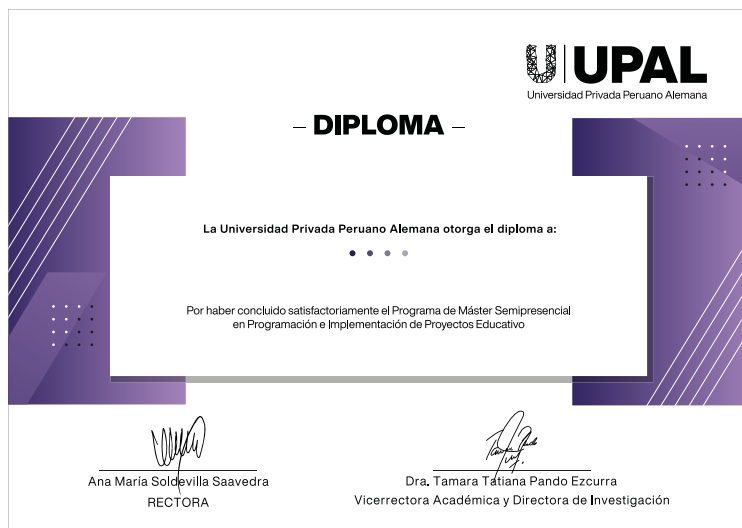 UPAL
Universidad Privada Peruano Alemana
– DIPLOMA –
La Universidad Privada Peruano Alemana otorga el diploma a:
Por haber concluido satisfactoriamente el Programa de Máster Semipresencial
en Programación e Implementación de Proyectos Educativo
Ana María Soldevilla Saavedra
RECTORA
Dra. Tamara Tatiana Pando Ezcurra
Vicerrectora Académica y Directora de Investigación